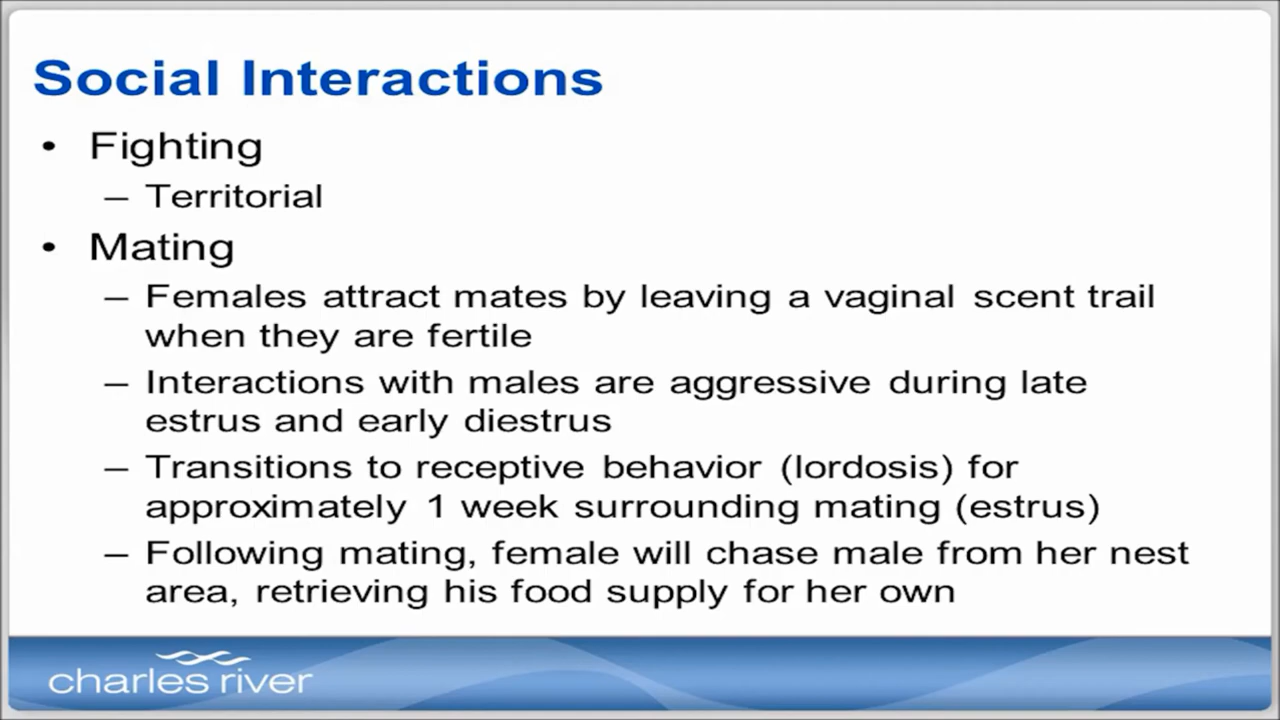 Social Interactions
• Fighting
– Territorial
• Mating
– Females attract mates by leaving a vaginal scent trail
when they are fertile
– Interactions with males are aggressive during late
estrus and early diestrus
– Transitions to receptive behavior (lordosis) for
approximately 1 week surrounding mating (estrus)
– Following mating, female will chase male from her nest
area, retrieving his food supply for her own
charles river